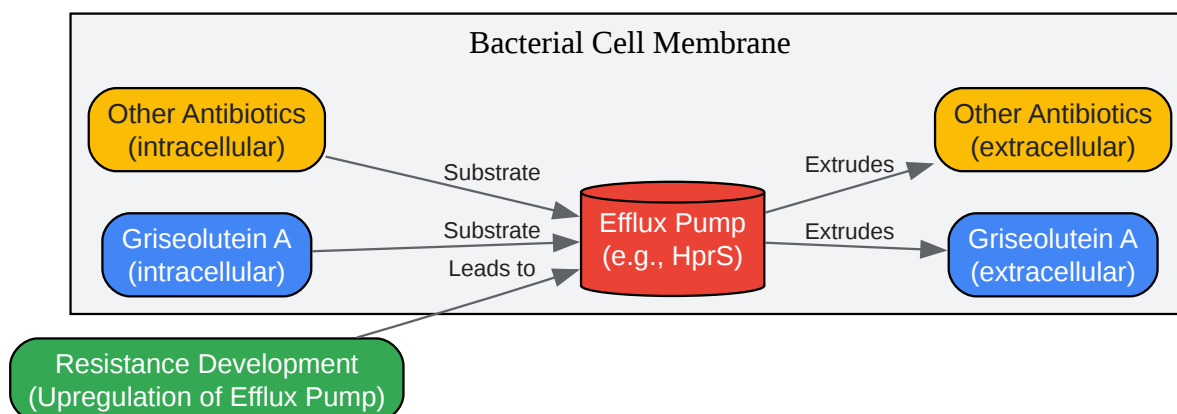 Bacterial Cell Membrane
Other Antibiotics
(intracellular)
Substrate
Griseolutein A
(intracellular)
Substrate
Leads to
Efflux Pump
(e.g., HprS)
Extrudes
Extrudes
Other Antibiotics
(extracellular)
Griseolutein A
(extracellular)
Resistance Development
(Upregulation of Efflux Pump)